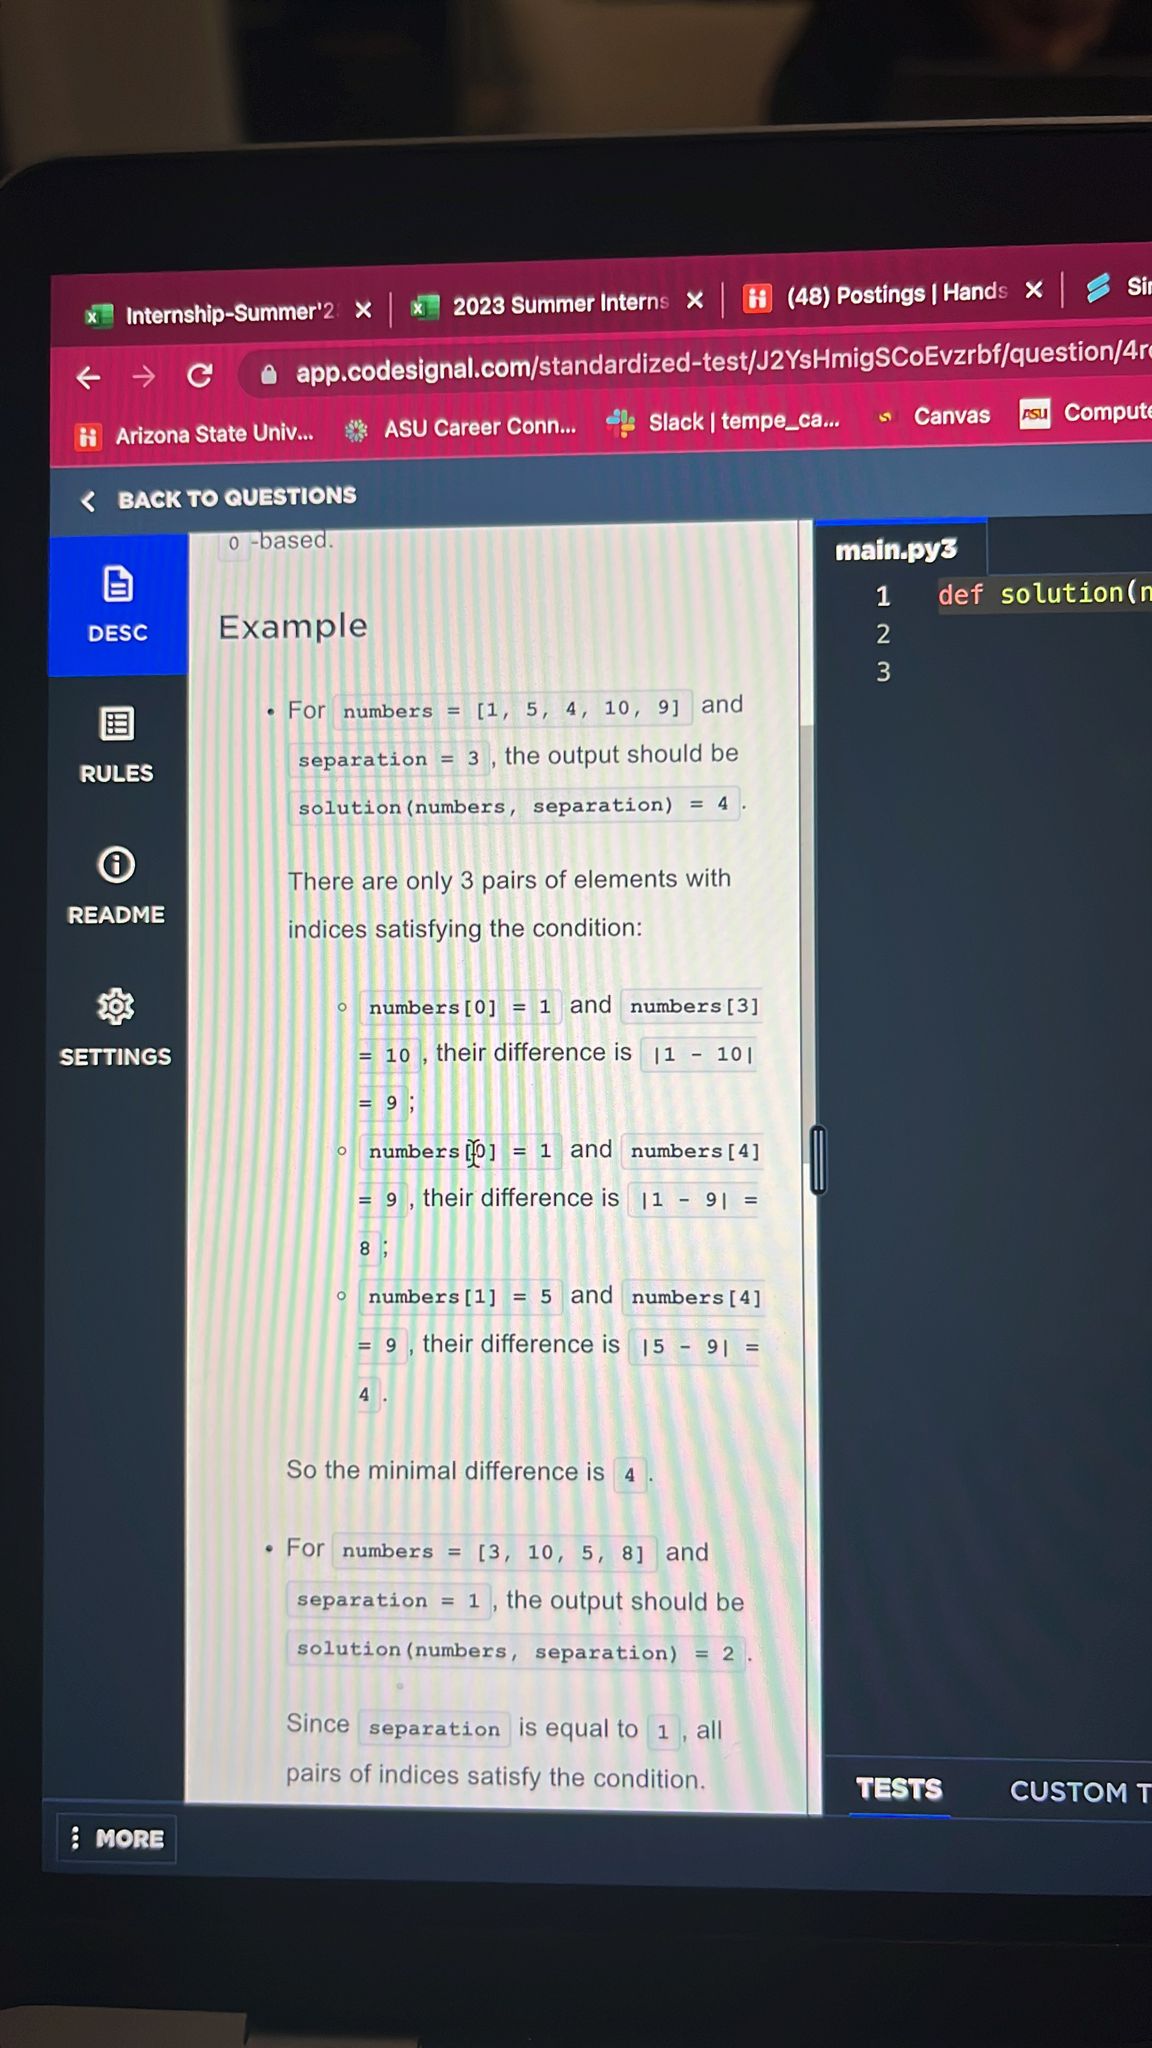 Internship-Summer'2
2023 Summer Interns
(48) Postings | Hands
Sir
app.codesignal.com/standardized-test/J2YsHmigSCoEvzrbf/question/4r
Arizona State Univ...
ASU Career Conn...
Slack | tempe_ca...
Canvas
ASU
Compute
BACK TO QUESTIONS
0 -based.
main.py3
DESC
RULES
README
SETTINGS
Example
• For numbers = [1, 5, 4, 10, 9] and
separation = 3 , the output should be
solution(numbers, separation) = 4 .
There are only 3 pairs of elements with
indices satisfying the condition:
numbers[0] = 1 and numbers[3]
= 10 , their difference is |1 - 10|
= 9 ;
numbers[0] = 1 and numbers[4]
= 9 , their difference is |1 - 9| =
8 ;
numbers[1] = 5 and numbers[4]
= 9 , their difference is |5 - 9| =
4 .
So the minimal difference is 4 .
• For numbers = [3, 10, 5, 8] and
separation = 1 , the output should be
solution(numbers, separation) = 2 .
Since separation is equal to 1 , all
pairs of indices satisfy the condition.
1 def solution(n
2
3
TESTS
CUSTOM T
MORE